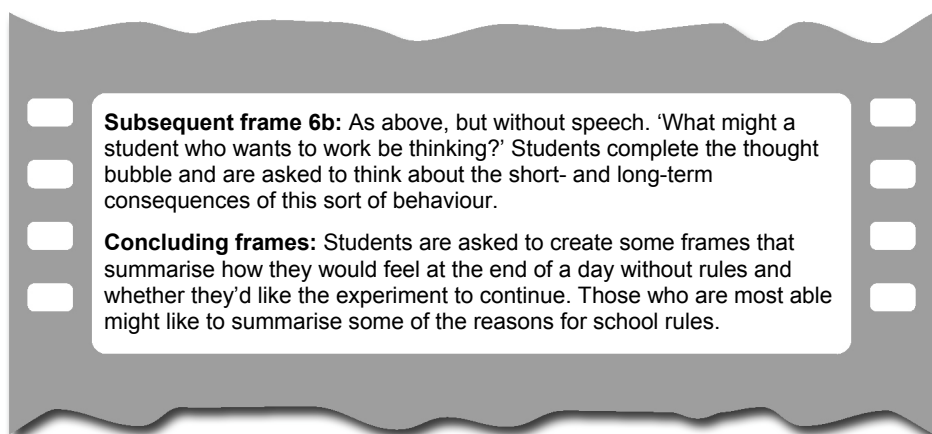 Subsequent frame 6b: As above, but without speech. ‘What might a
student who wants to work be thinking?’ Students complete the thought
bubble and are asked to think about the short- and long-term
consequences of this sort of behaviour.
Concluding frames: Students are asked to create some frames that
summarise how they would feel at the end of a day without rules and
whether they’d like the experiment to continue. Those who are most able
might like to summarise some of the reasons for school rules.